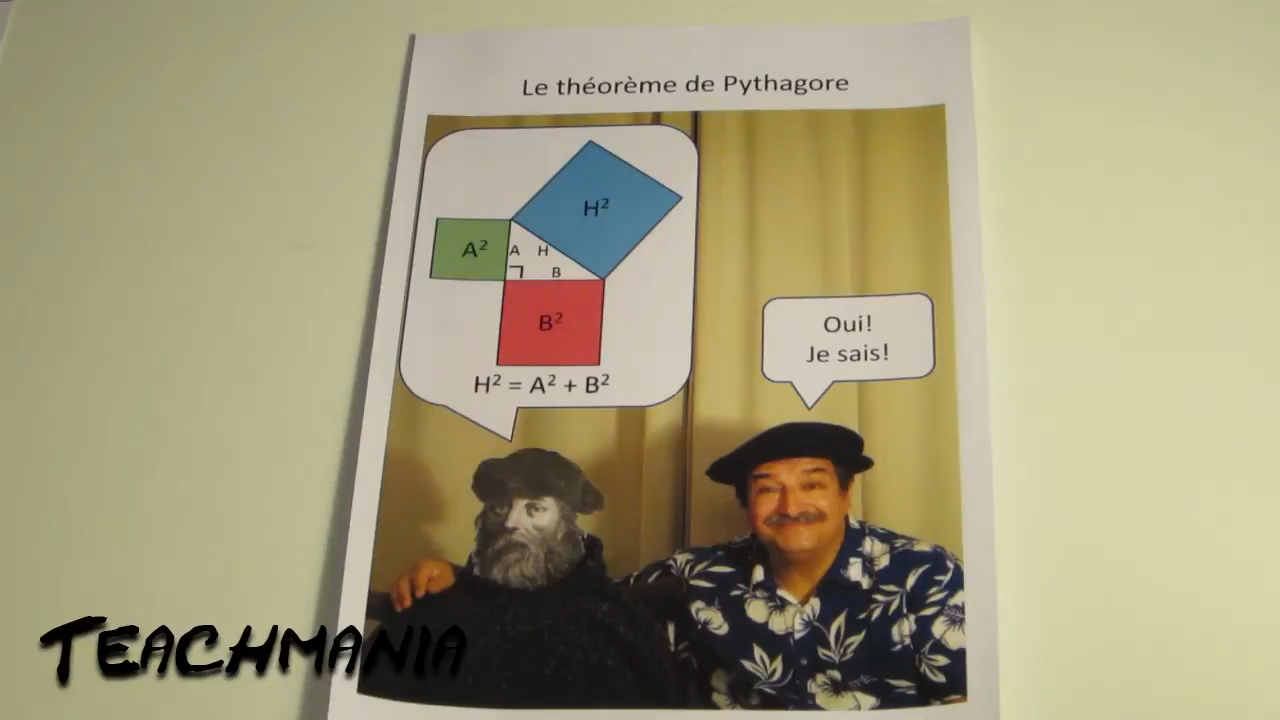 Le théorème de Pythagore
H²
A²
A H
B
B²
H² = A² + B²
Oui!
Je sais!
TEACHMANIA